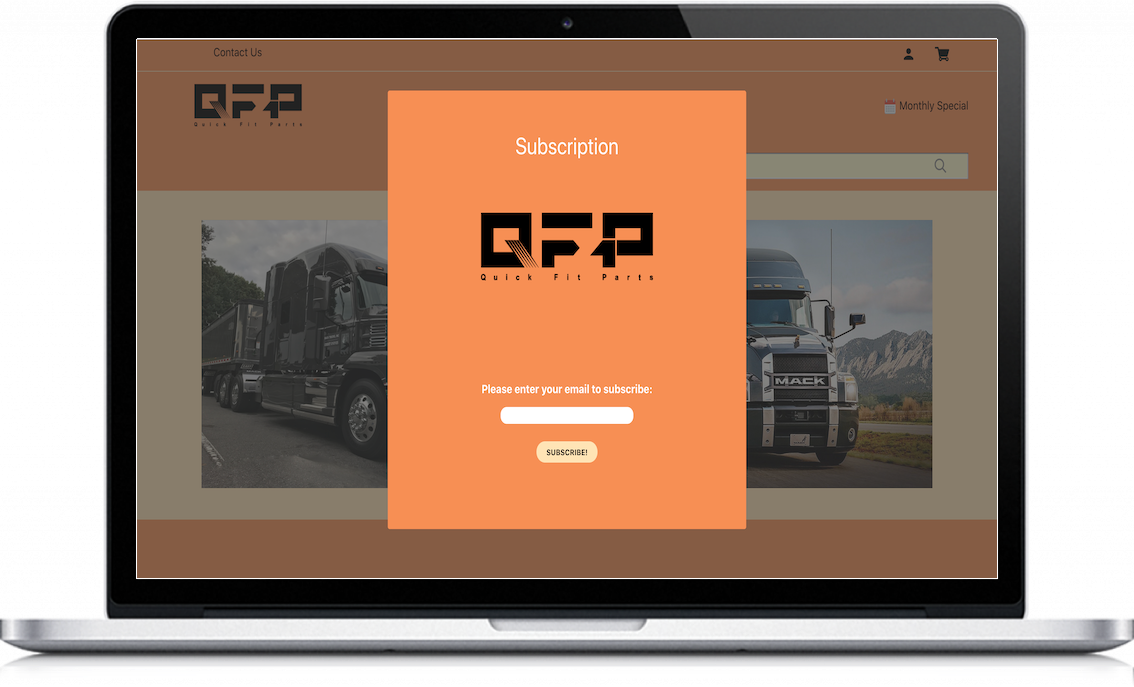 Contact Us
QFP
Quick Fit Parts
Monthly Special
Subscription
QFP
Quick Fit Parts
MACK
Please enter your email to subscribe:
SUBSCRIBE!